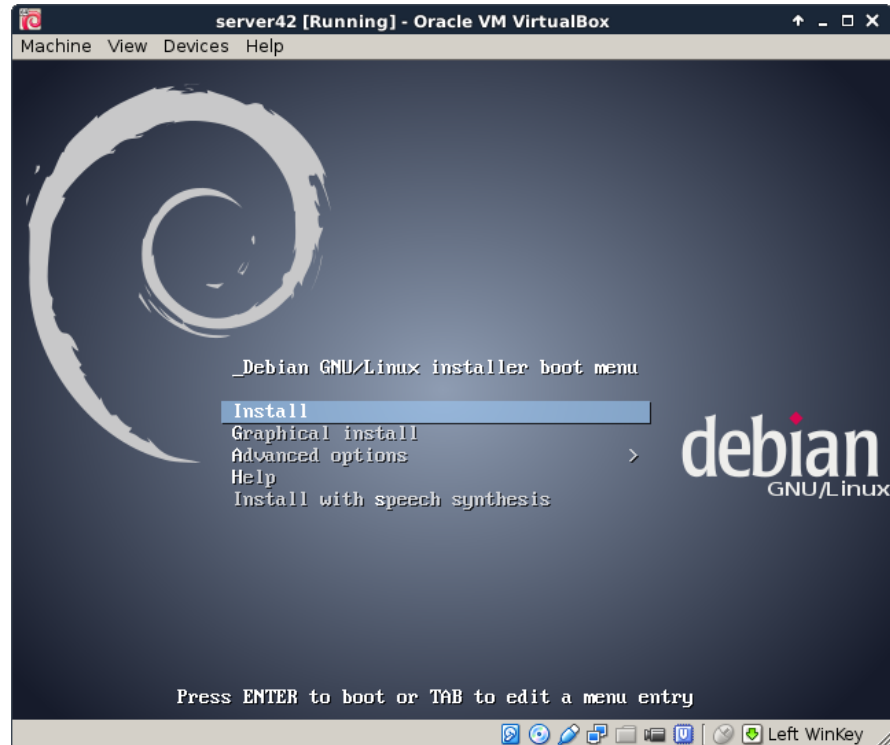 server42 [Running] - Oracle VM VirtualBox
Machine View Devices Help
_Debian GNU/Linux installer boot menu
Install
Graphical install
Advanced options >
Help
Install with speech synthesis
debian
GNU/Linux
Press ENTER to boot or TAB to edit a menu entry
Left WinKey